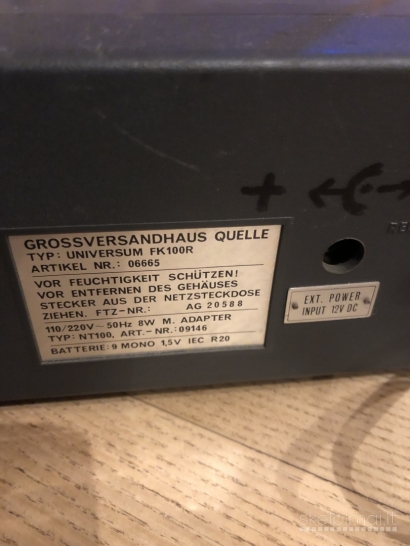 GROSSVERSANDHAUS QUELLE
TYP: UNIVERSUM FK100R
ARTIKEL NR.: 06665
VOR FEUCHTIGKEIT SCHÜTZEN!
VOR ENTFERNEN DES GEHÄUSES
STECKER AUS DER NETZSTECKDOSE
ZIEHEN. FTZ-NR.: AG 20588
110/220V~50Hz 8W M. ADAPTER
TYP: NT100, ART.-NR.:09146
BATTERIE: 9 MONO 1,5V IEC R20
EXT. POWER
INPUT 12V DC